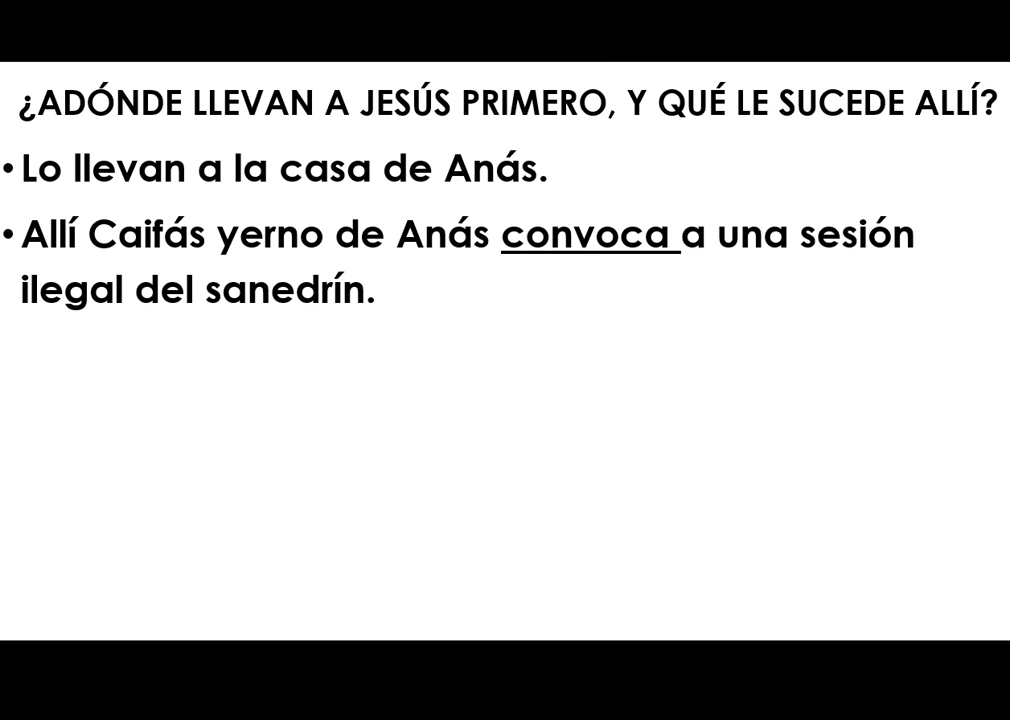 ¿ADÓNDE LLEVAN A JESÚS PRIMERO, Y QUÉ LE SUCEDE ALLÍ?
• Lo llevan a la casa de Anás.
• Allí Caifás yerno de Anás convoca a una sesión
ilegal del sanedrín.